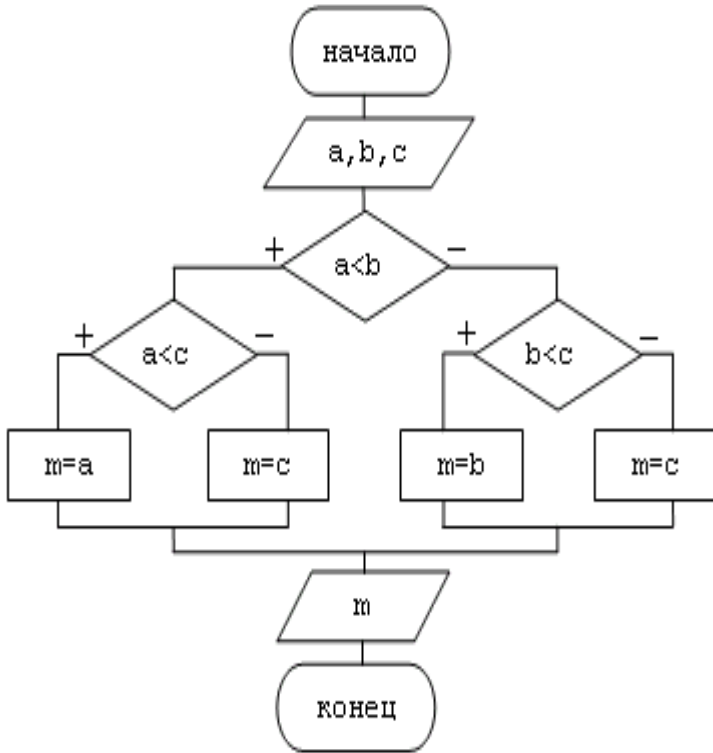 начало
a,b,c
+ a<b -
+ a<c - + b<c -
m=a m=c m=b m=c
m
конец